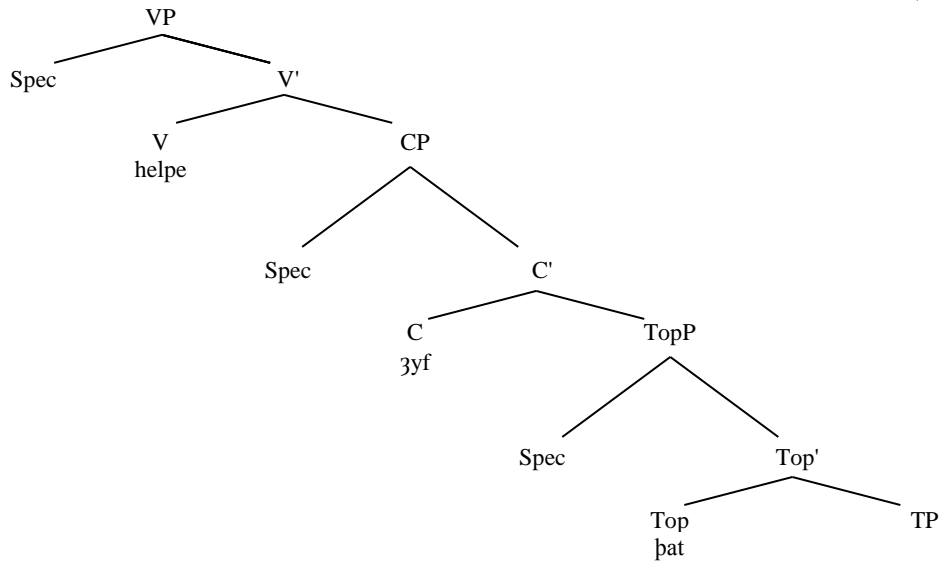 VP
Spec
V'
V
CP
helpe
Spec
C'
C
TopP
ȝyf
Spec
Top'
Top
TP
þat